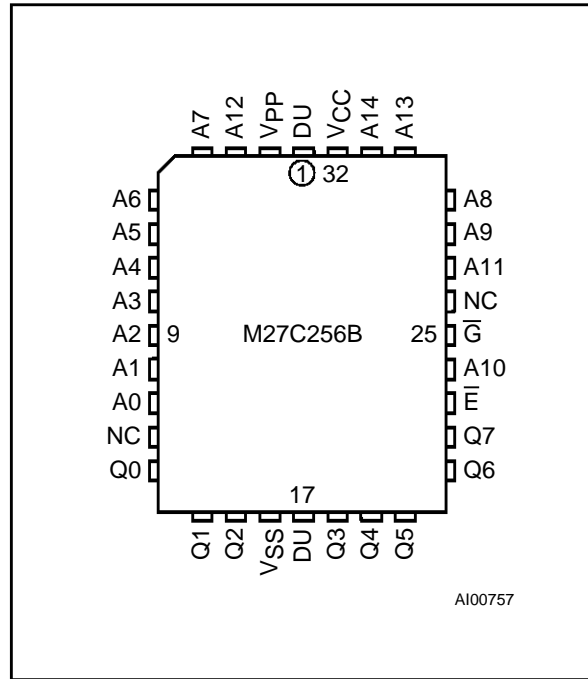 A7 A12 VPP DU VCC A14 A13
1 32
A6 A8
A5 A9
A4 A11
A3 NC
A2 9 M27C256B 25 G̅
A1 A10
A0 E̅
NC Q7
Q0 Q6
17
Q1 Q2 VSS DU Q3 Q4 Q5
AI00757